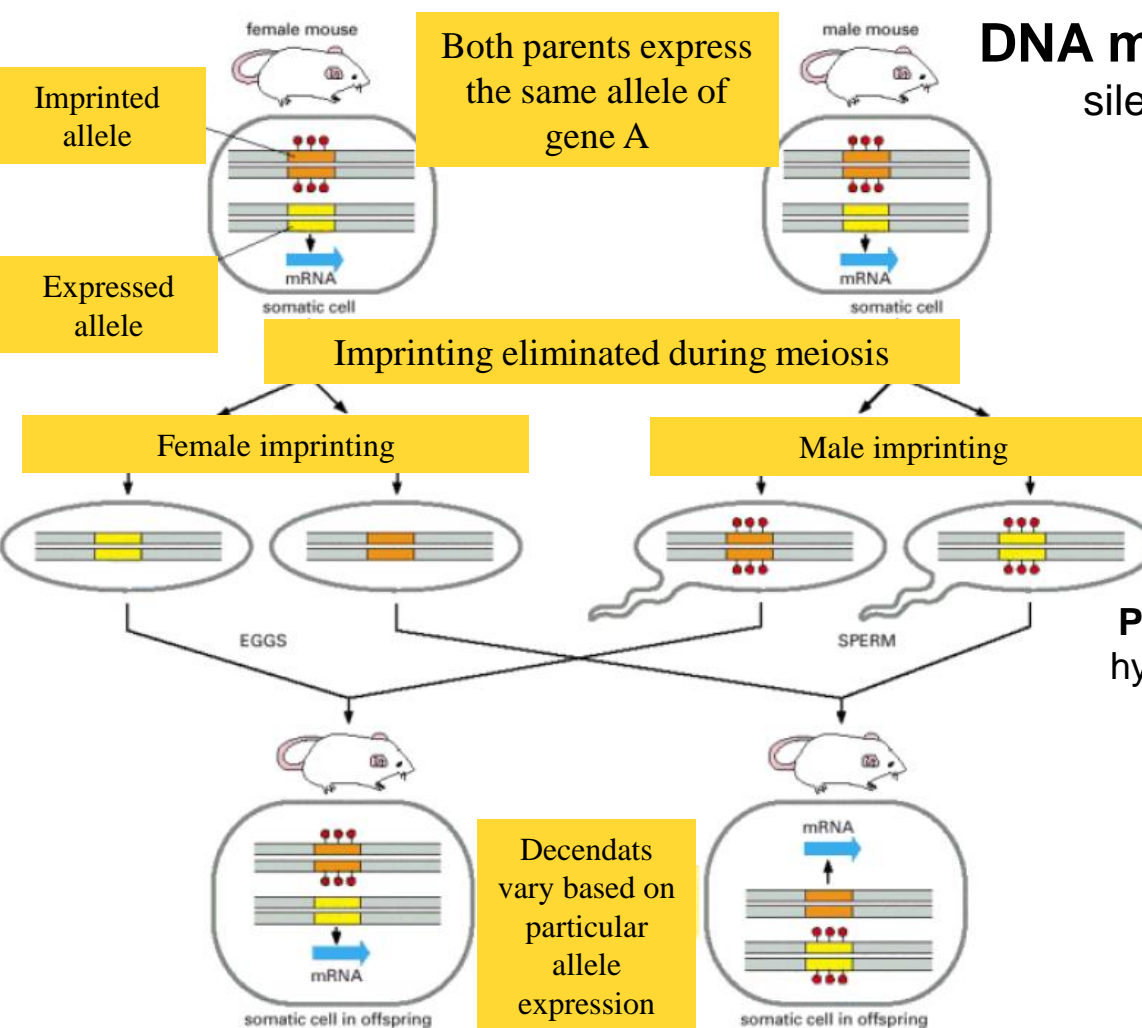 female mouse
Both parents express
the same allele of
gene A
male mouse
DNA m
sile
Imprinted
allele
Expressed
allele
mRNA
somatic cell
mRNA
somatic cell
Imprinting eliminated during meiosis
Female imprinting
Male imprinting
EGGS
SPERM
P
hy
mRNA
somatic cell in offspring
Decendats
vary based on
particular
allele
expression
mRNA
somatic cell in offspring